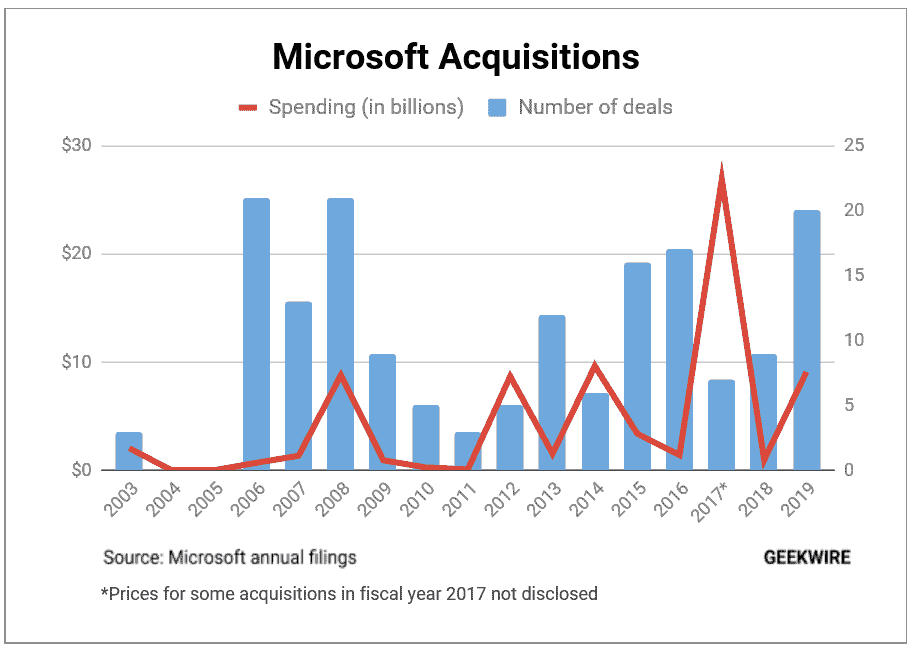 Microsoft Acquisitions
Spending (in billions) Number of deals
$30 25
20
$20
15
$10 10
5
$0 0
2003 2004 2005 2006 2007 2008 2009 2010 2011 2012 2013 2014 2015 2016 2017* 2018 2019
Source: Microsoft annual filings GEEKWIRE
*Prices for some acquisitions in fiscal year 2017 not disclosed